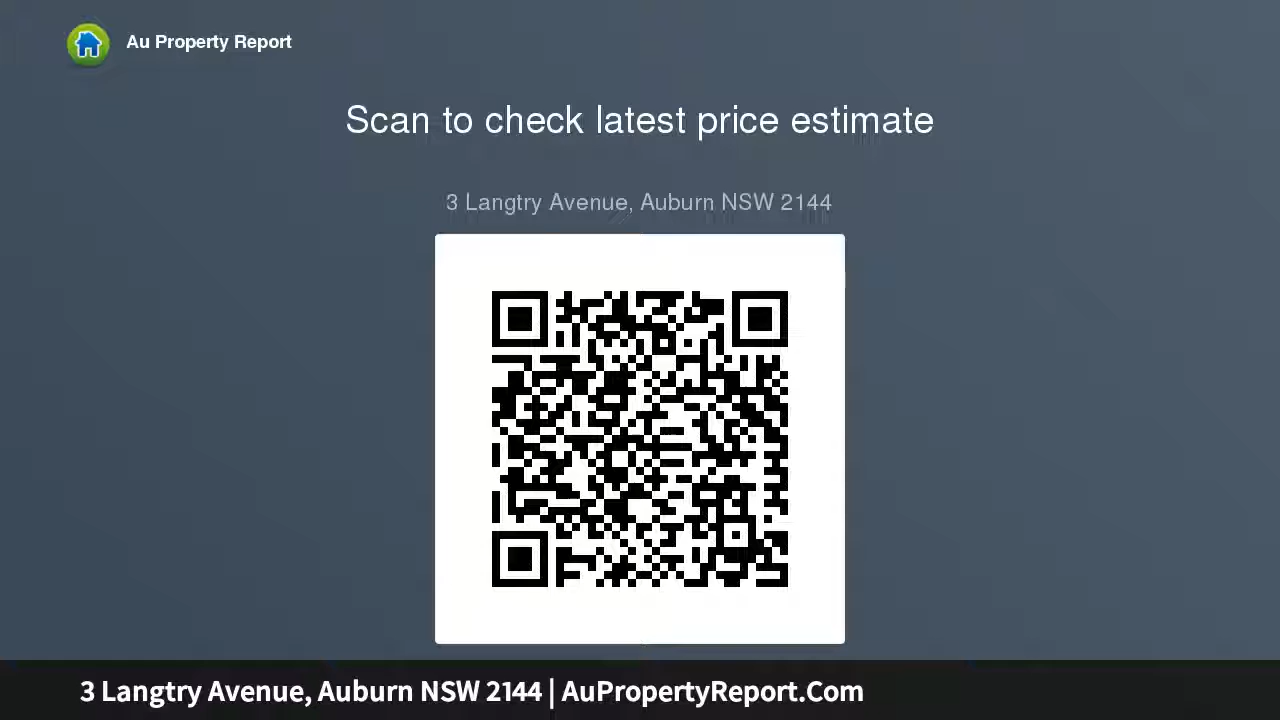 Au Property Report
Scan to check latest price estimate
3 Langtry Avenue, Auburn NSW 2144
3 Langtry Avenue, Auburn NSW 2144 | AuPropertyReport.Com